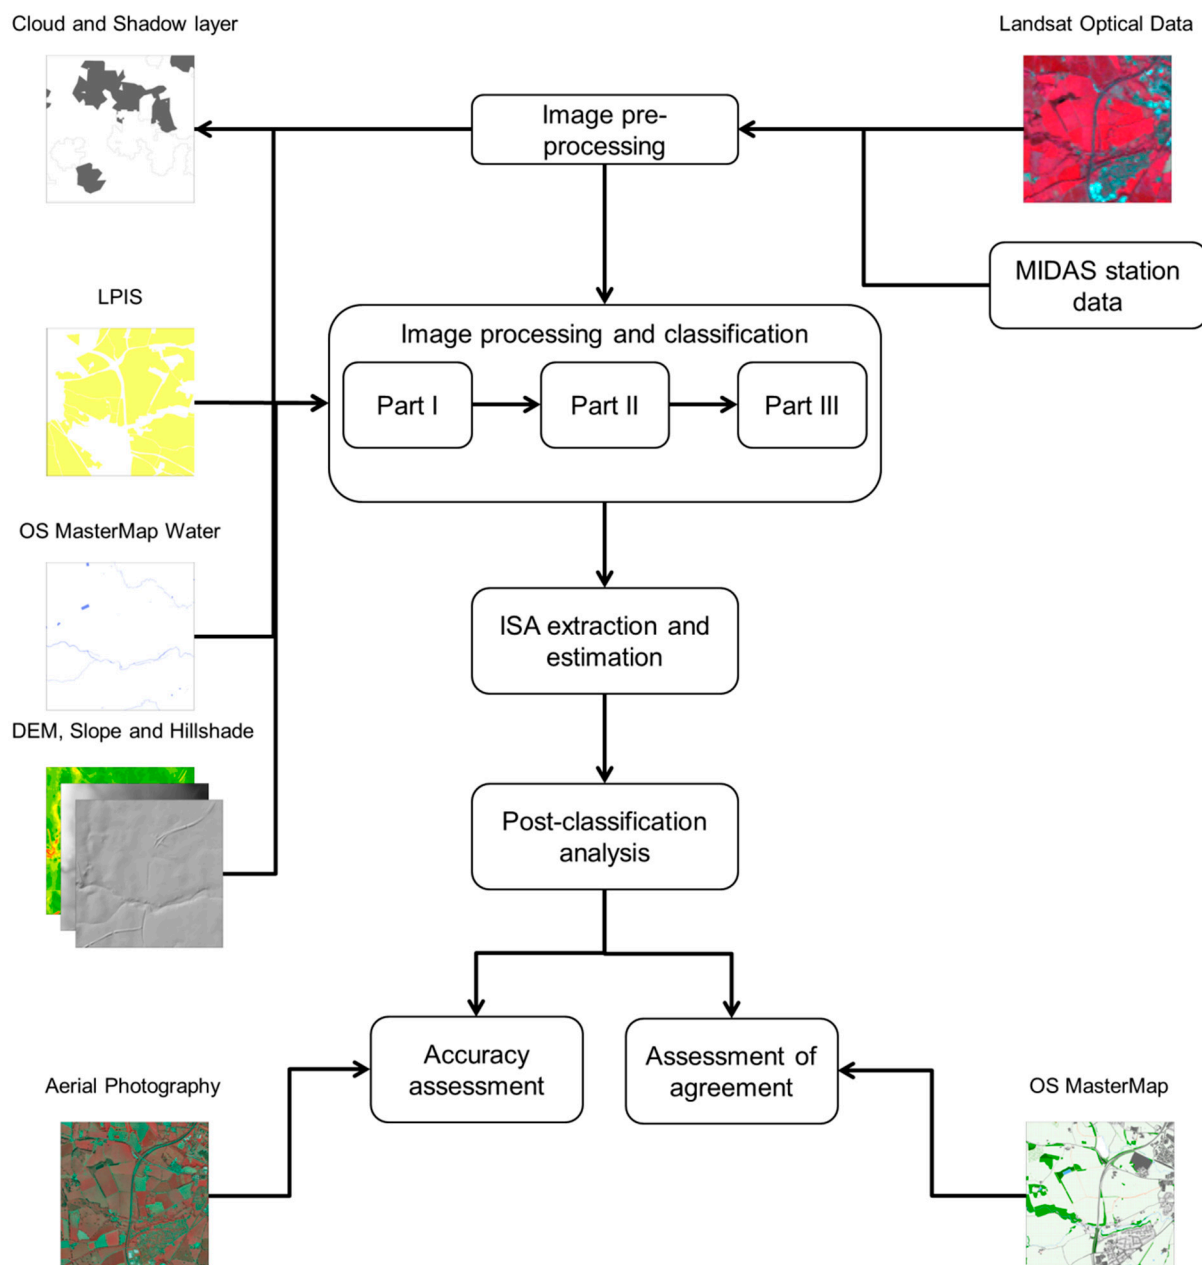 Cloud and Shadow layer
Landsat Optical Data
Image pre-
processing
MIDAS station
data
LPIS
Image processing and classification
Part I
Part II
Part III
OS MasterMap Water
ISA extraction and
estimation
DEM, Slope and Hillshade
Post-classification
analysis
Accuracy
assessment
Assessment of
agreement
Aerial Photography
OS MasterMap